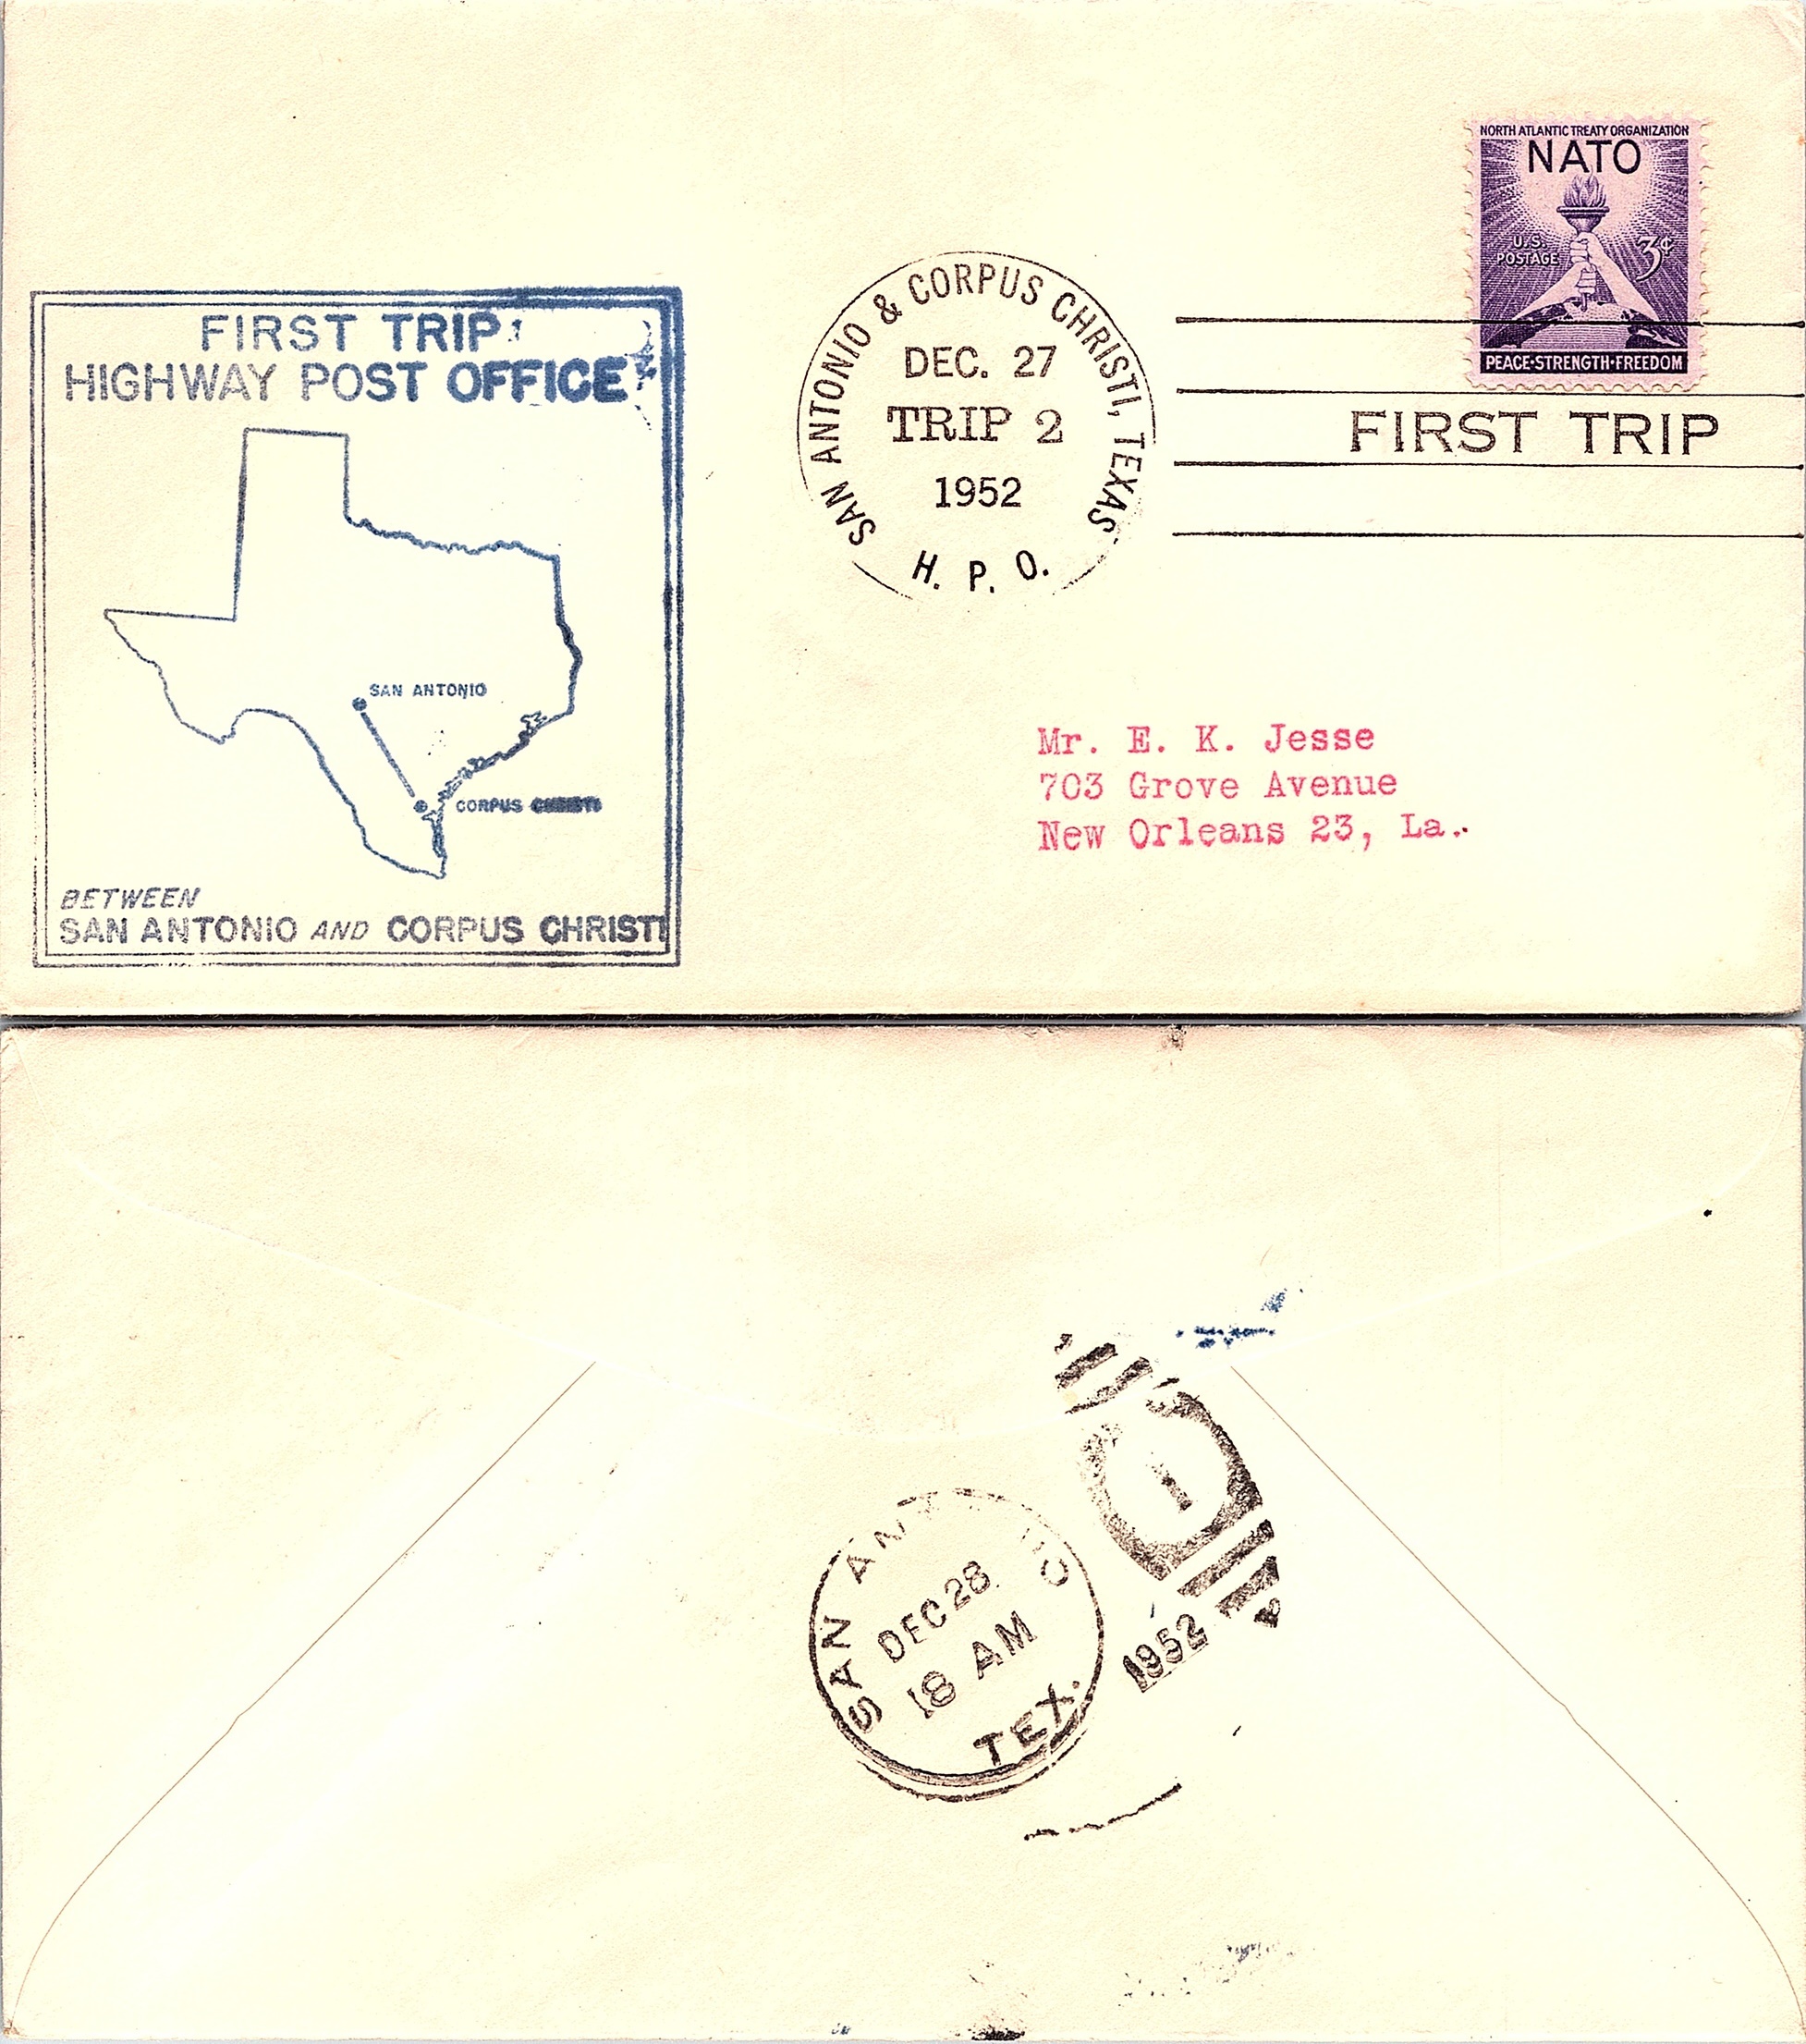 NORTH ATLANTIC TREATY ORGANIZATION
NATO
U.S.
POSTAGE
3¢
PEACE·STRENGTH·FREEDOM
FIRST TRIP
HIGHWAY POST OFFICE
SAN ANTONIO
CORPUS CHRISTI
BETWEEN
SAN ANTONIO AND CORPUS CHRISTI
SAN ANTONIO & CORPUS CHRISTI, TEXAS
DEC. 27
TRIP 2
1952
H. P. O.
FIRST TRIP
Mr. E. K. Jesse
703 Grove Avenue
New Orleans 23, La.
SAN ANT IO
DEC 28
18 AM
TEX.
1
1952